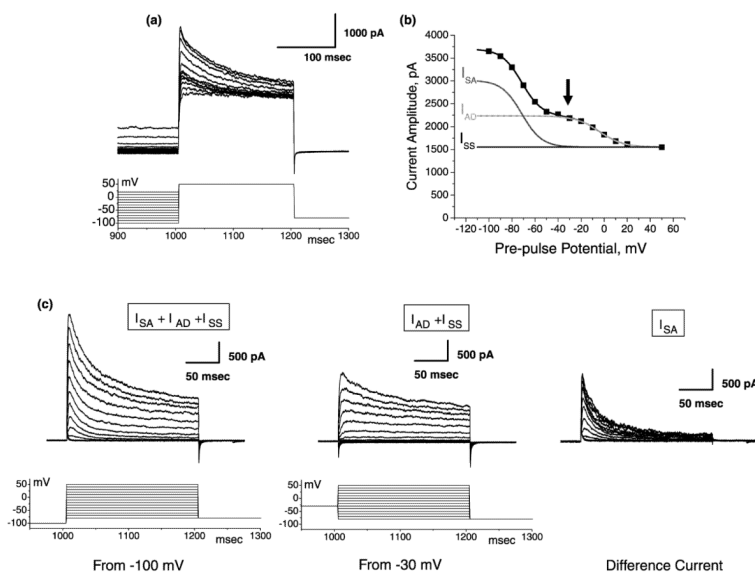 (a)
1000 pA
100 msec
50 mV
0
-50
-100
900 1000 1100 1200 1300
msec
(b)
Current Amplitude, pA
4000
3500
3000
2500
2000
1500
1000
500
0
I SA
I AD
I SS
-120 -100 -80 -60 -40 -20 0 20 40 60
Pre-pulse Potential, mV
(c)
I SA + I AD + I SS
500 pA
50 msec
50 mV
0
-50
-100
1000 1100 1200 1300
msec
From -100 mV
I AD + I SS
500 pA
50 msec
50 mV
0
-50
-100
1000 1100 1200 1300
msec
From -30 mV
I SA
500 pA
50 msec
Difference Current